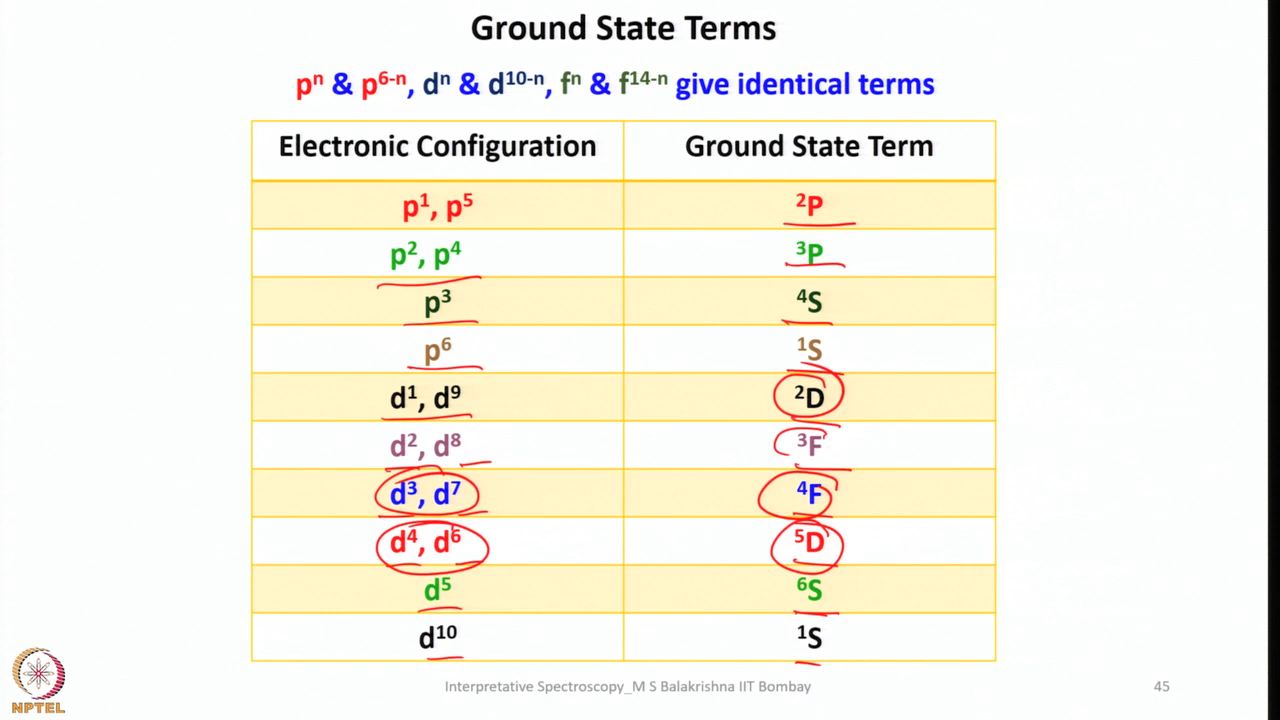 Ground State Terms
pⁿ & p⁶⁻ⁿ, dⁿ & d¹⁰⁻ⁿ, fⁿ & f¹⁴⁻ⁿ give identical terms
Electronic Configuration Ground State Term
p¹, p⁵ ²P
p², p⁴ ³P
p³ ⁴S
p⁶ ¹S
d¹, d⁹ ²D
d², d⁸ ³F
d³, d⁷ ⁴F
d⁴, d⁶ ⁵D
d⁵ ⁶S
d¹⁰ ¹S
NPTEL
Interpretative Spectroscopy_M S Balakrishna IIT Bombay 45